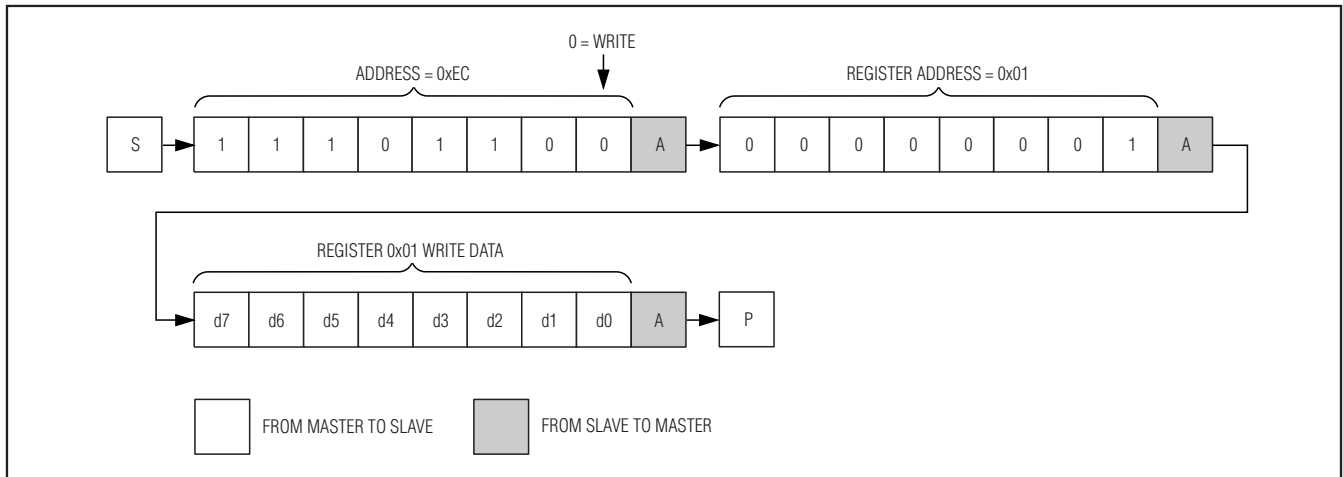 0 = WRITE
ADDRESS = 0xEC REGISTER ADDRESS = 0x01
S 1 1 1 0 1 1 0 0 A 0 0 0 0 0 0 0 1 A
REGISTER 0x01 WRITE DATA
d7 d6 d5 d4 d3 d2 d1 d0 A P
FROM MASTER TO SLAVE FROM SLAVE TO MASTER